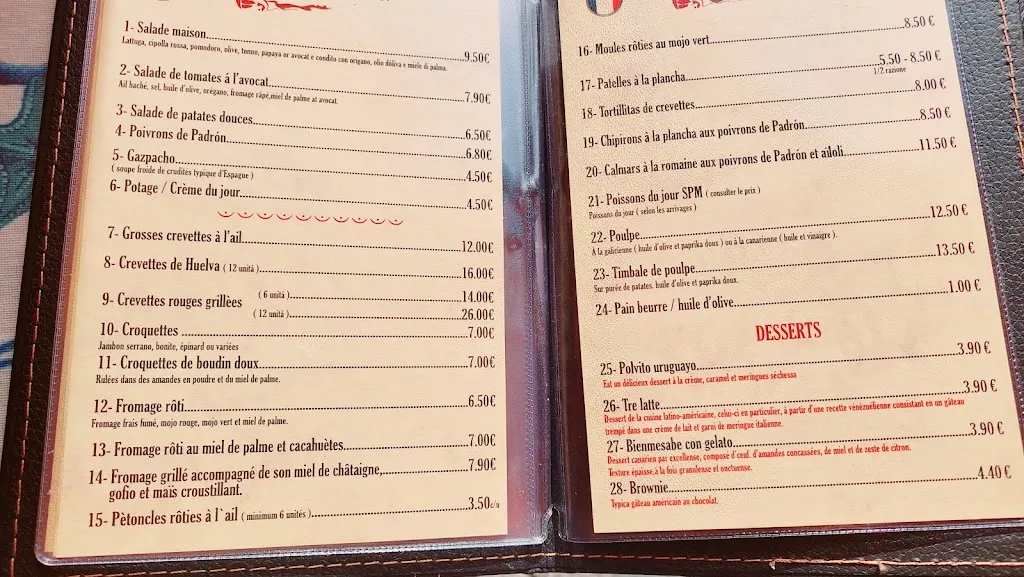 1- Salade maison 9.50€
Lattuga, cipolla rossa, pomodoro, olive, tonno, papaya or avocat e condito con origano, olio dóliva e miele di palma.
2- Salade de tomates á l'avocat 7.90€
Ail haché, sel, huile d'olive, orégano, fromage râpé,miel de palme at avocat.
3- Salade de patates douces 6.50€
4- Poivrons de Padrón 6.80€
5- Gazpacho 4.50€
( soupe froide de crudités typique d'Espague )
6- Potage / Crème du jour 4.50€
7- Grosses crevettes à l'ail 12.00€
8- Crevettes de Huelva ( 12 unità ) 16.00€
9- Crevettes rouges grillèes ( 6 unità ) 14.00€
( 12 unità ) 26.00€
10- Croquettes 7.00€
Jambon serrano, bonite, épinard ou variées
11- Croquettes de boudin doux 7.00€
Rulées dans des amandes en poudre et du miel de palme.
12- Fromage rôti 6.50€
Fromage frais fumé, mojo rouge, mojo vert et miel de palme.
13- Fromage rôti au miel de palme et cacahuètes 7.00€
14- Fromage grillé accompagné de son miel de châtaigne, 7.90€
gofio et maïs croustillant.
15- Pètoncles rôties à l`ail ( minimum 6 unités ) 3.50c/u
16- Moules rôties au mojo vert 8.50 €
17- Patelles à la plancha 5.50 - 8.50 €
1/2 razione
18- Tortillitas de crevettes 8.00 €
19- Chipirons à la plancha aux poivrons de Padrón 8.50 €
20- Calmars à la romaine aux poivrons de Padrón et aïloli 11.50 €
21- Poissons du jour SPM ( consulter le prix )
Poissons du jour ( selon les arrivages )
22- Poulpe 12.50 €
À la galicienne ( huile d'olive et paprika doux ) ou à la canarienne ( huile et vinaigre ).
23- Timbale de poulpe 13.50 €
Sur purée de patates, huile d'olive et paprika doux.
24- Pain beurre / huile d'olive 1.00 €
DESSERTS
25- Polvito uruguayo 3.90 €
Est un délicieux dessert à la crème, caramel et meringues séchesss
26- Tre latte 3.90 €
Dessert de la cusine latino-américaine, celui-ci en particulier, à partir d'une recette venézuélienne consistant en un gâteau
trempé dans une crème de lait et garni de meringue italienne.
27- Bienmesabe con gelato 3.90 €
Dessert canarien par excellense, composé d'œuf, d'amandes concassées, de miel et de zeste de citron.
Texture épaisse,à la fois granuleuse et onctuense.
28- Brownie 4.40 €
Typica gâteau américain au chocolat.